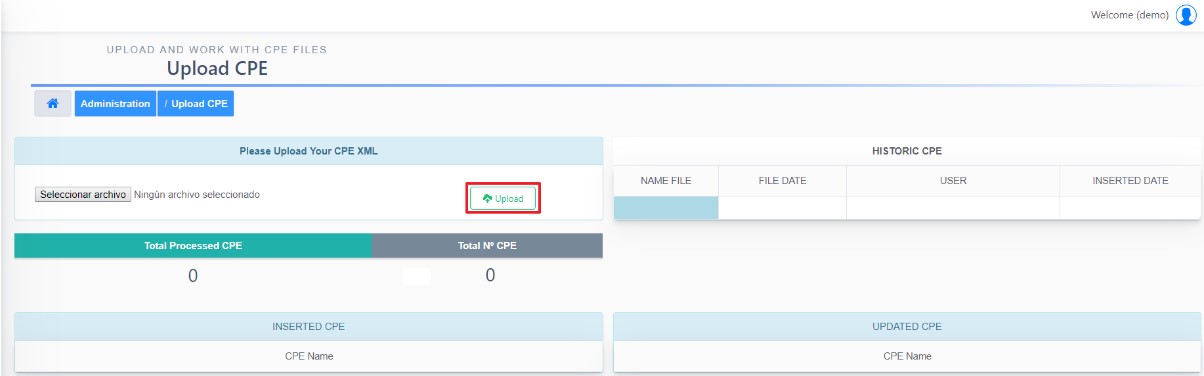 Welcome (demo)
UPLOAD AND WORK WITH CPE FILES
Upload CPE
Administration / Upload CPE
Please Upload Your CPE XML
Seleccionar archivo Ningún archivo seleccionado
Upload
HISTORIC CPE
NAME FILE FILE DATE USER INSERTED DATE
Total Processed CPE Total Nº CPE
0 0
INSERTED CPE
CPE Name
UPDATED CPE
CPE Name